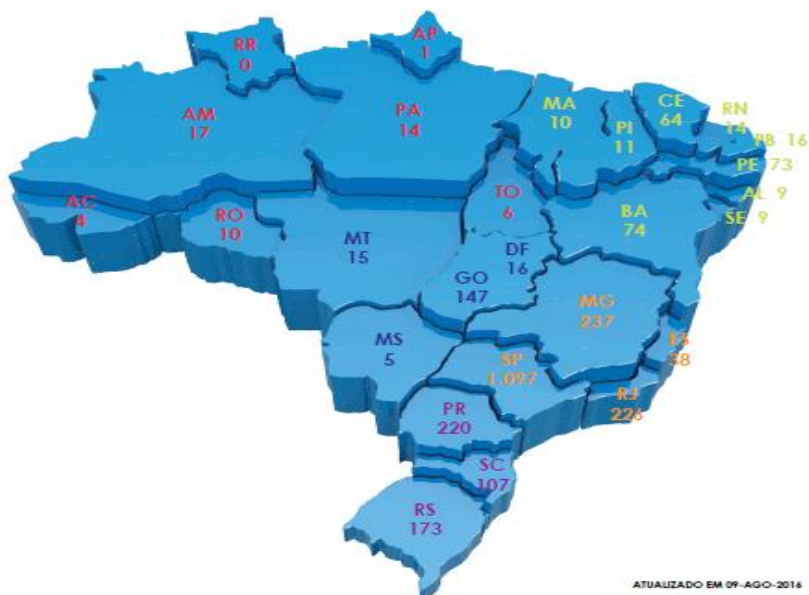 RR
0
AP
1
AM
17
PA
14
MA
10
PI
11
CE
64
RN
14
PB 16
PE 73
AL 9
SE 9
AC
4
RO
10
TO
6
BA
74
MT
15
DF
16
GO
147
MG
237
ES
38
MS
5
SP
1.097
RJ
226
PR
220
SC
107
RS
173
ATUALIZADO EM 09-AGO-2016